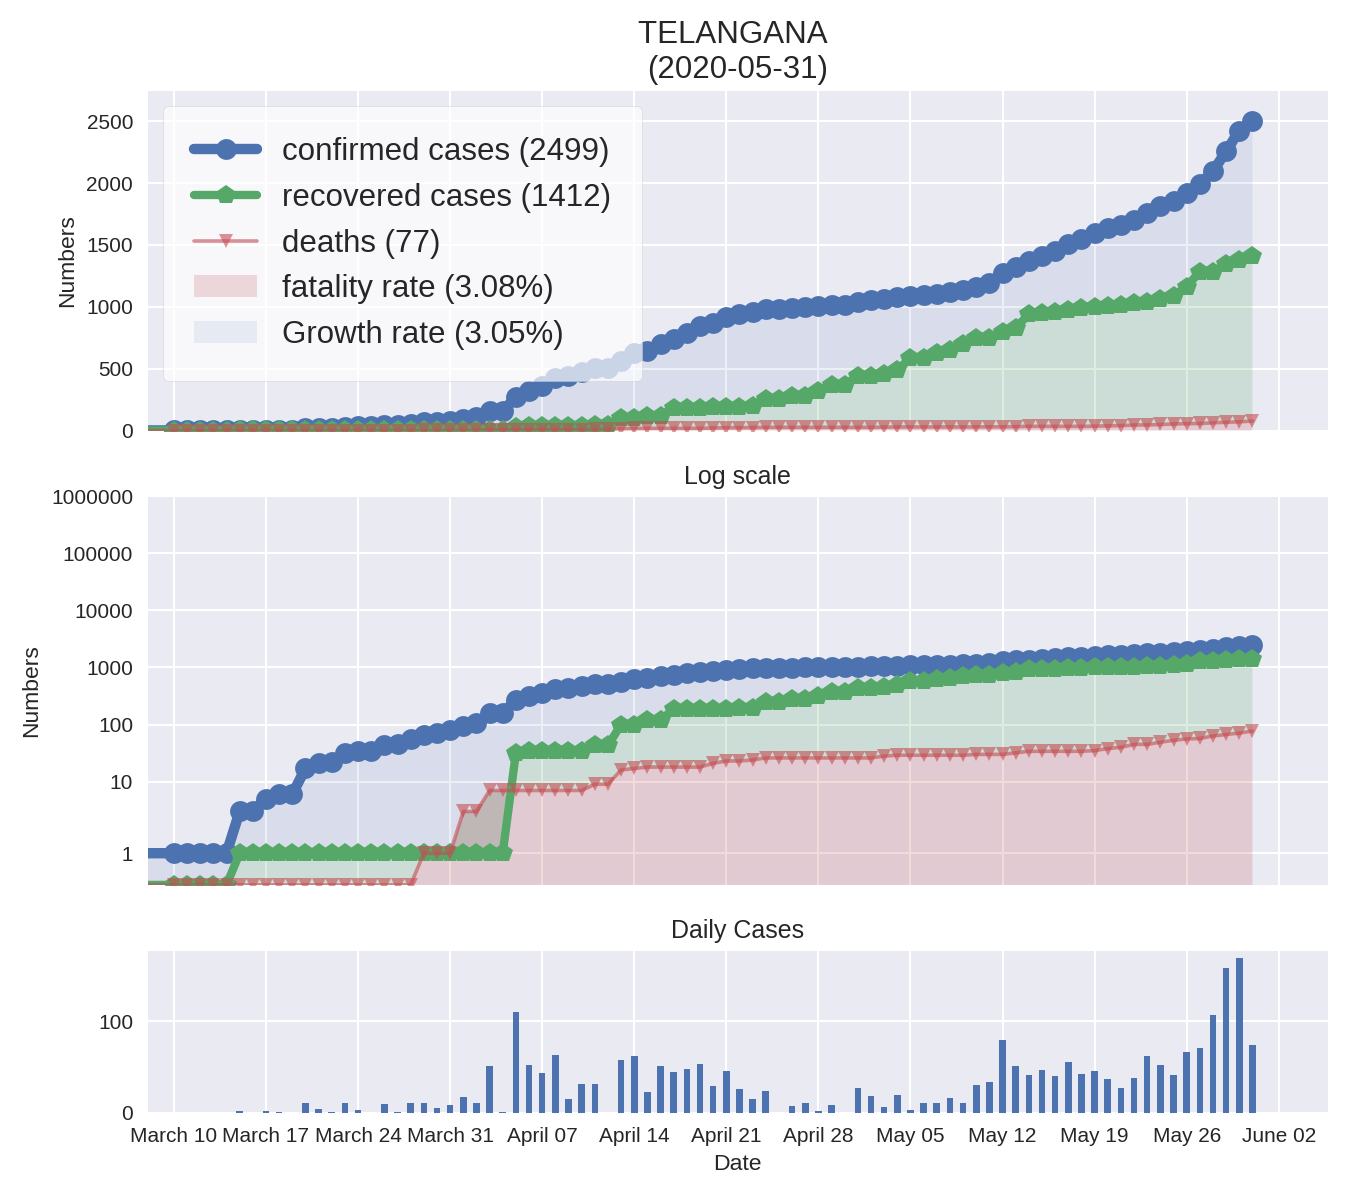 TELANGANA
(2020-05-31)
2500
2000
1500
1000
500
0
Numbers
confirmed cases (2499)
recovered cases (1412)
deaths (77)
fatality rate (3.08%)
Growth rate (3.05%)
Log scale
1000000
100000
10000
1000
100
10
1
Numbers
Daily Cases
100
0
March 10 March 17 March 24 March 31 April 07 April 14 April 21 April 28 May 05 May 12 May 19 May 26 June 02
Date